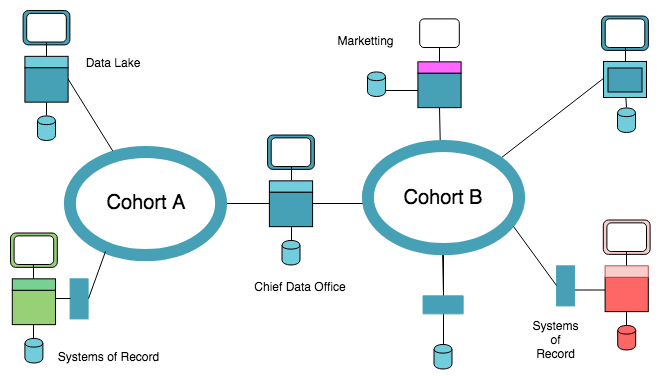 Marketting
Data Lake
Cohort A
Cohort B
Chief Data Office
Systems of Record
Systems
of
Record